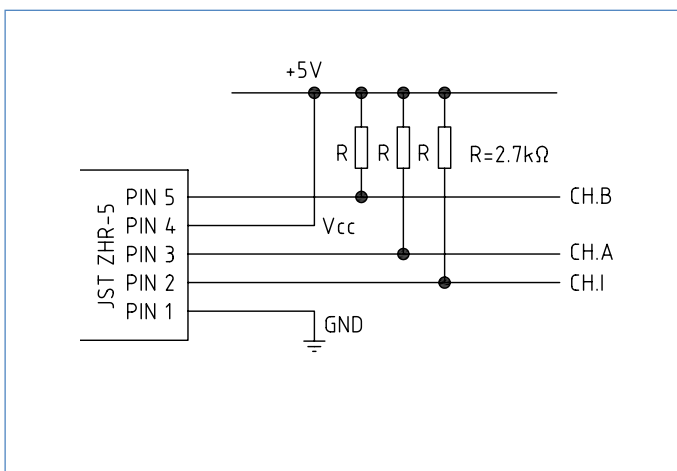 +5V
R
R
R
R=2.7kΩ
JST ZHR-5
PIN 5
CH.B
PIN 4
Vcc
PIN 3
CH.A
PIN 2
CH.I
PIN 1
GND